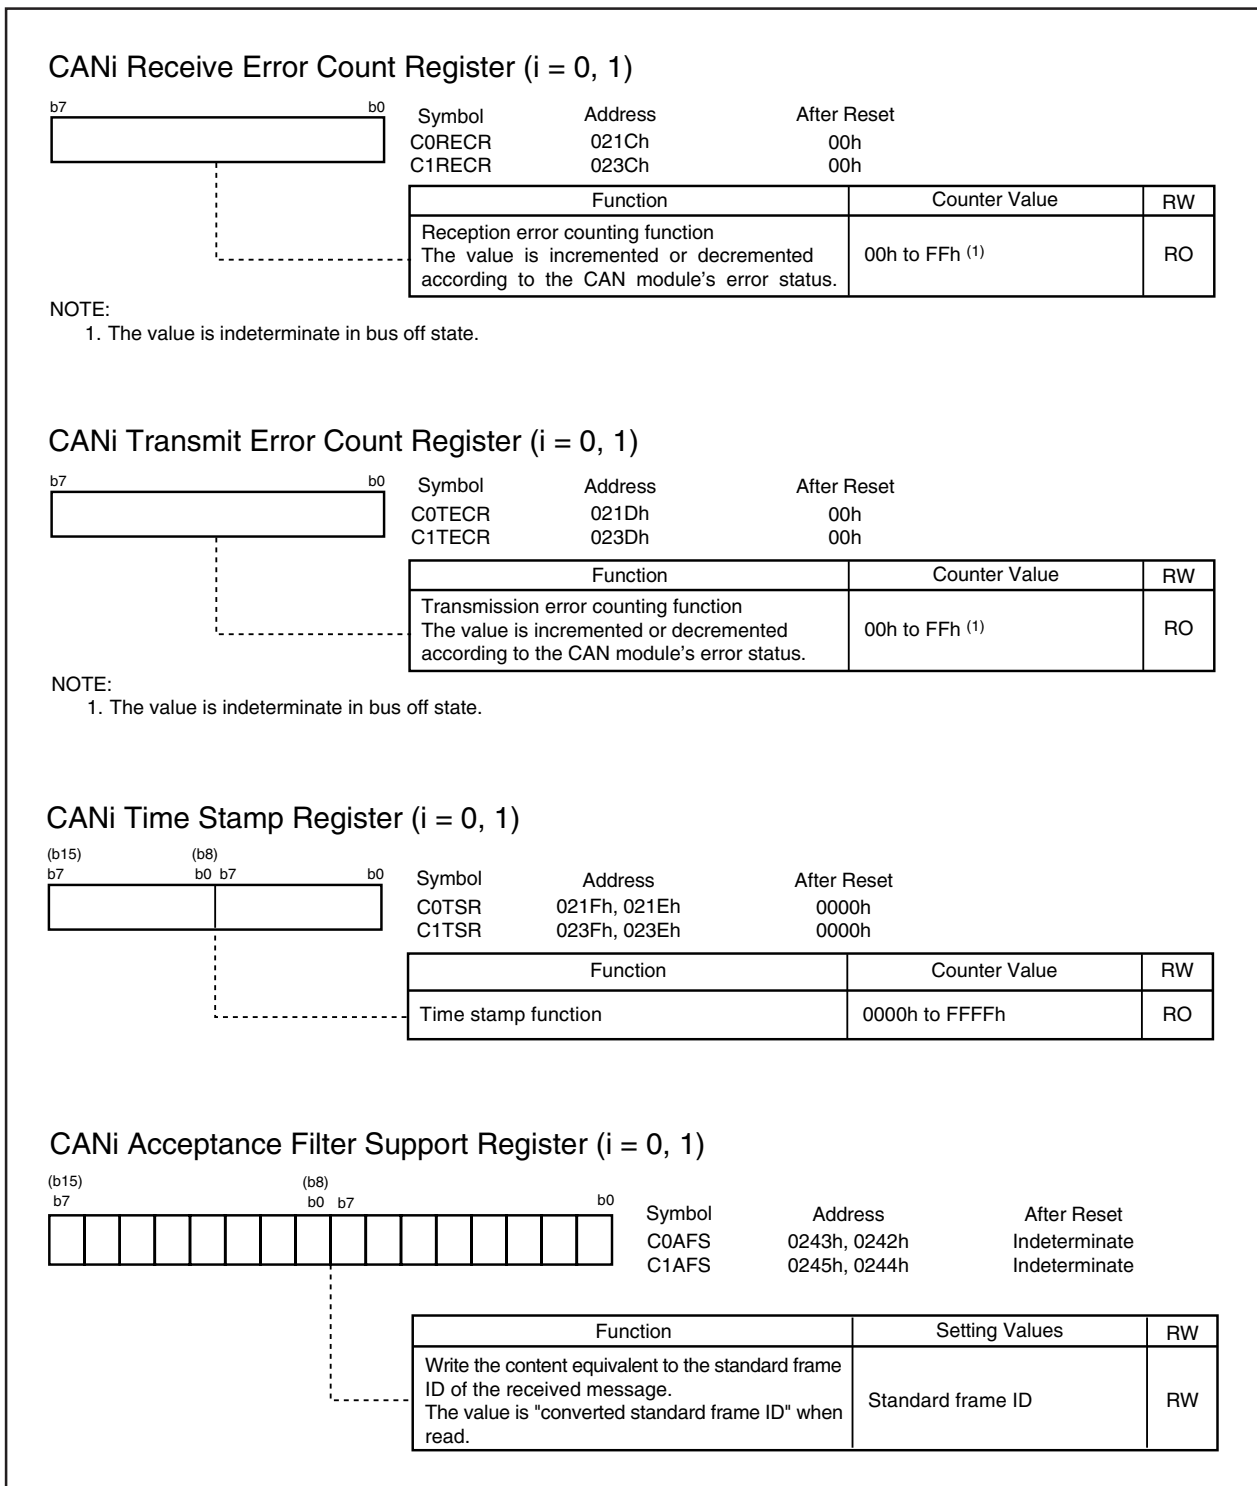 CANi Receive Error Count Register (i = 0, 1)
b7 b0
Symbol Address After Reset
C0RECR 021Ch 00h
C1RECR 023Ch 00h
Function Counter Value RW
Reception error counting function
The value is incremented or decremented
according to the CAN module's error status.
00h to FFh (1)
RO
NOTE:
1. The value is indeterminate in bus off state.
CANi Transmit Error Count Register (i = 0, 1)
b7 b0
Symbol Address After Reset
C0TECR 021Dh 00h
C1TECR 023Dh 00h
Function Counter Value RW
Transmission error counting function
The value is incremented or decremented
according to the CAN module's error status.
00h to FFh (1)
RO
NOTE:
1. The value is indeterminate in bus off state.
CANi Time Stamp Register (i = 0, 1)
(b15) (b8)
b7 b0 b7 b0
Symbol Address After Reset
C0TSR 021Fh, 021Eh 0000h
C1TSR 023Fh, 023Eh 0000h
Function Counter Value RW
Time stamp function 0000h to FFFFh RO
CANi Acceptance Filter Support Register (i = 0, 1)
(b15) (b8)
b7 b0 b7 b0
Symbol Address After Reset
C0AFS 0243h, 0242h Indeterminate
C1AFS 0245h, 0244h Indeterminate
Function Setting Values RW
Write the content equivalent to the standard frame
ID of the received message.
The value is "converted standard frame ID" when
read.
Standard frame ID
RW